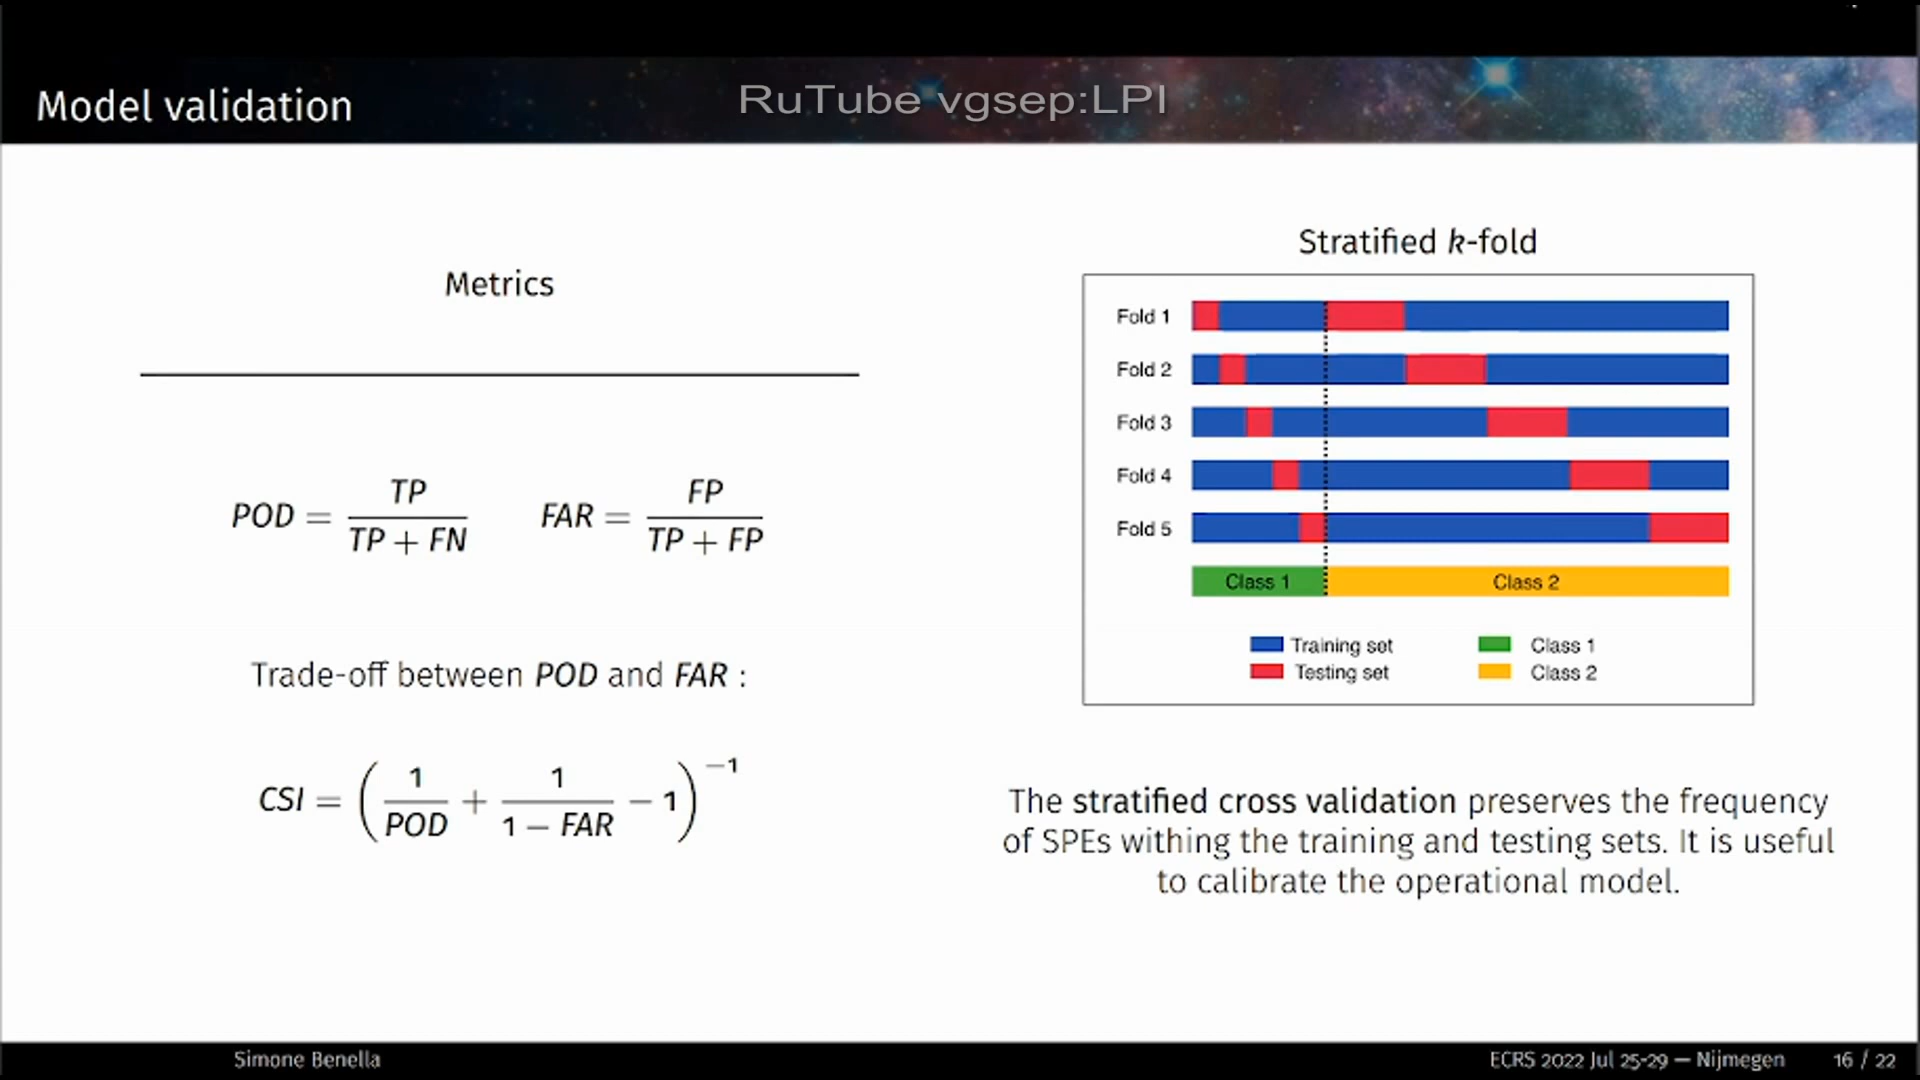 RuTube vgsep:LPI
Model validation
Metrics
POD = TP / (TP + FN)    FAR = FP / (TP + FP)
Trade-off between POD and FAR :
CSI = (1/POD + 1/(1 − FAR) − 1)^−1
Stratified k-fold
Fold 1
Fold 2
Fold 3
Fold 4
Fold 5
Class 1 Class 2
Training set Class 1
Testing set Class 2
The stratified cross validation preserves the frequency
of SPEs withing the training and testing sets. It is useful
to calibrate the operational model.
Simone Benella ECRS 2022 Jul 25-29 — Nijmegen 16 / 22